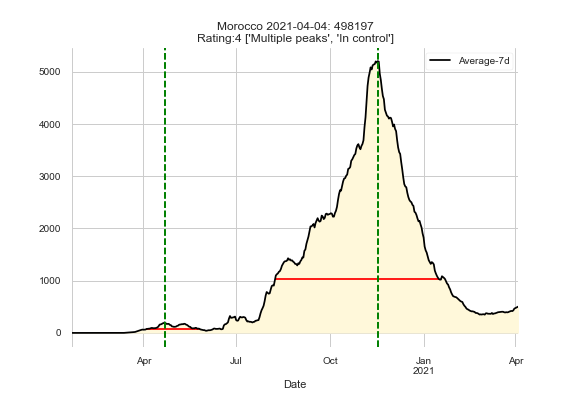 Morocco 2021-04-04: 498197
Rating:4 ['Multiple peaks', 'In control']
Average-7d
5000
4000
3000
2000
1000
0
Apr
Jul
Oct
Jan
2021
Apr
Date